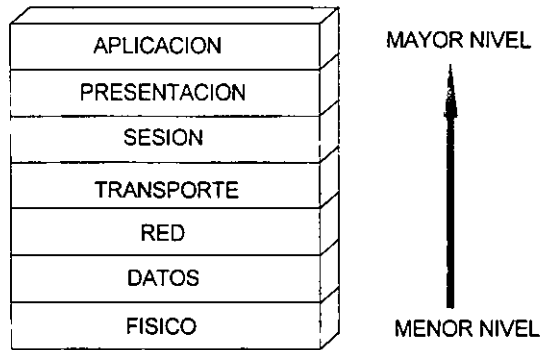 APLICACION
MAYOR NIVEL
PRESENTACION
SESION
TRANSPORTE
RED
DATOS
FISICO
MENOR NIVEL